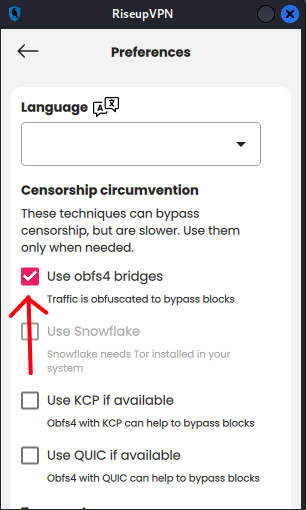 RiseupVPN
Preferences
Language
Censorship circumvention
These techniques can bypass
censorship, but are slower. Use them
only when needed.
Use obfs4 bridges
Traffic is obfuscated to bypass blocks
Use Snowflake
Snowflake needs Tor installed in your
system
Use KCP if available
Obfs4 with KCP can help to bypass blocks
Use QUIC if available
Obfs4 with QUIC can help to bypass blocks